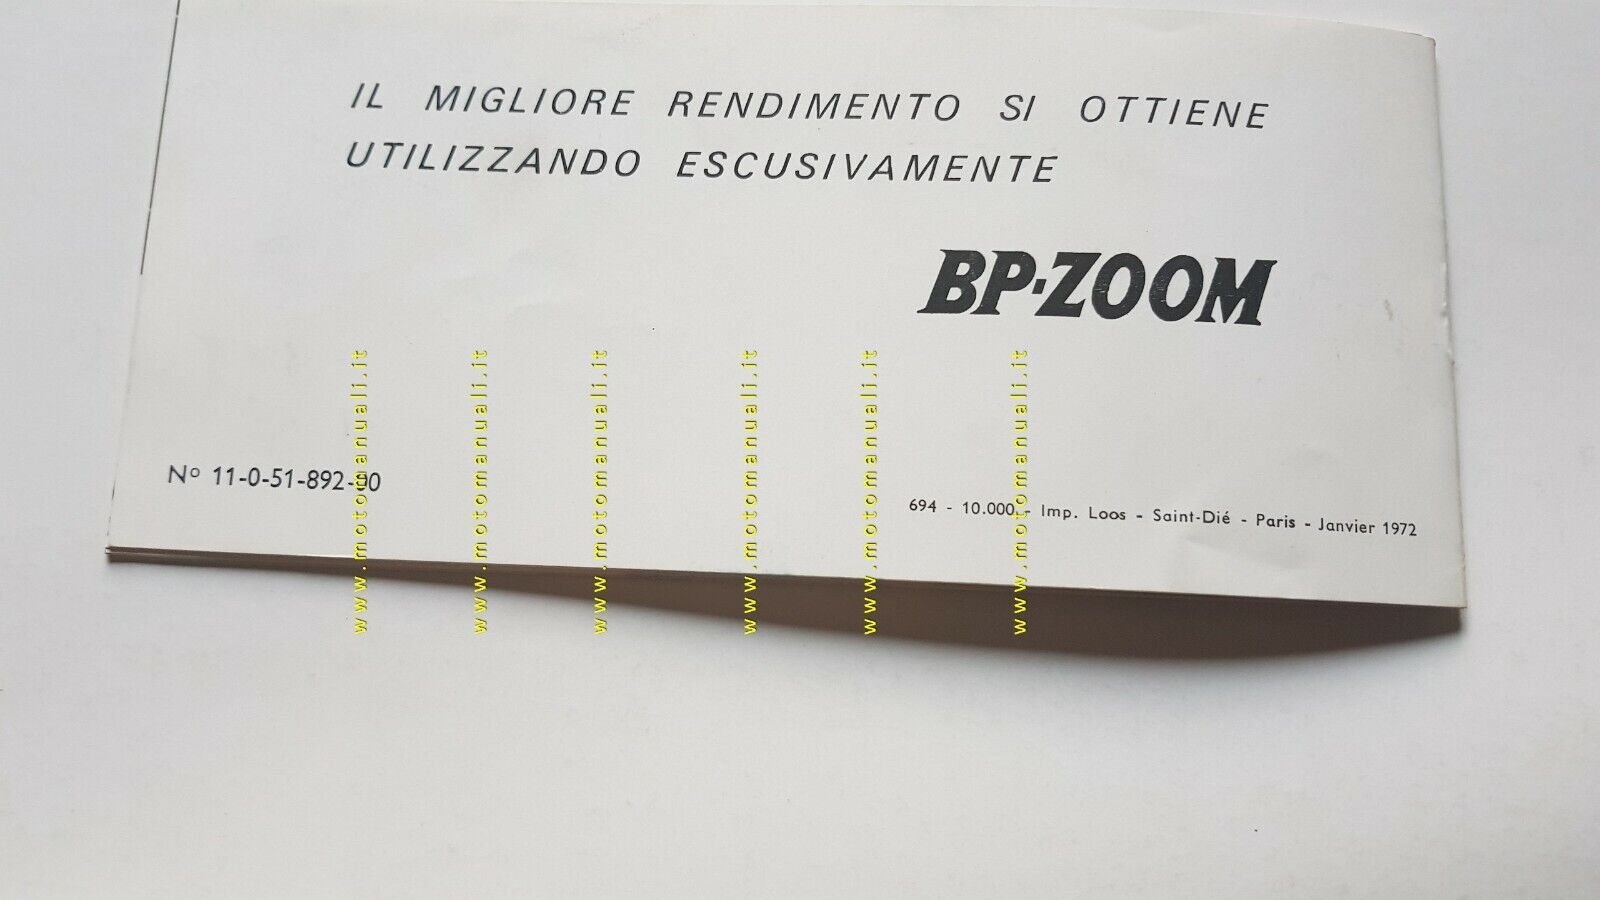 IL MIGLIORE RENDIMENTO SI OTTIENE
UTILIZZANDO ESCUSIVAMENTE
BP-ZOOM
www.motomanuali.it
www.motomanuali.it
www.motomanuali.it
www.motomanuali.it
www.motomanuali.it
www.motomanuali.it
Nº 11-0-51-892-00
694 - 10.000 - Imp. Loos - Saint-Dié - Paris - Janvier 1972